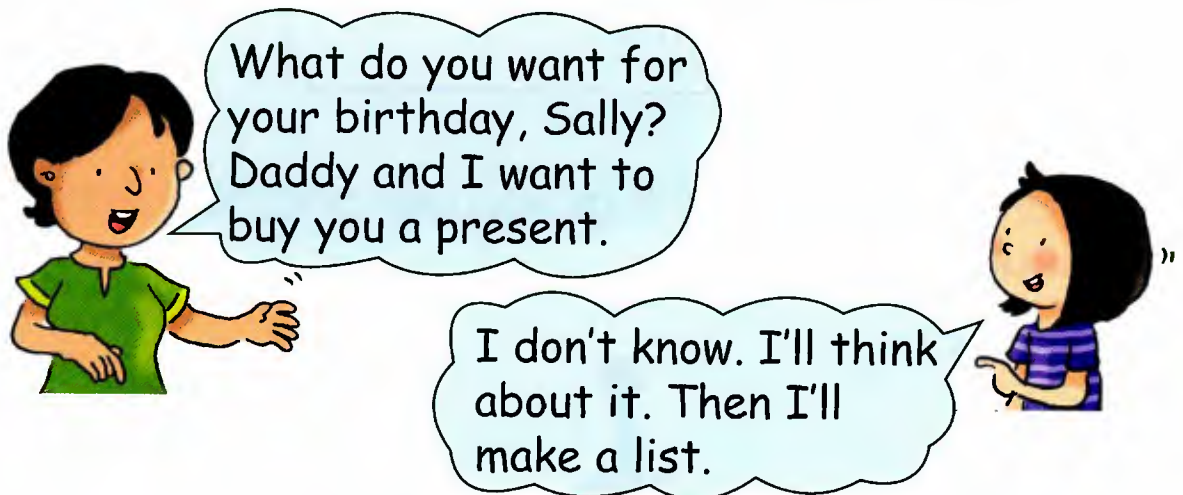 What do you want for
your birthday, Sally?
Daddy and I want to
buy you a present.
I don't know. I'll think
about it. Then I'll
make a list.